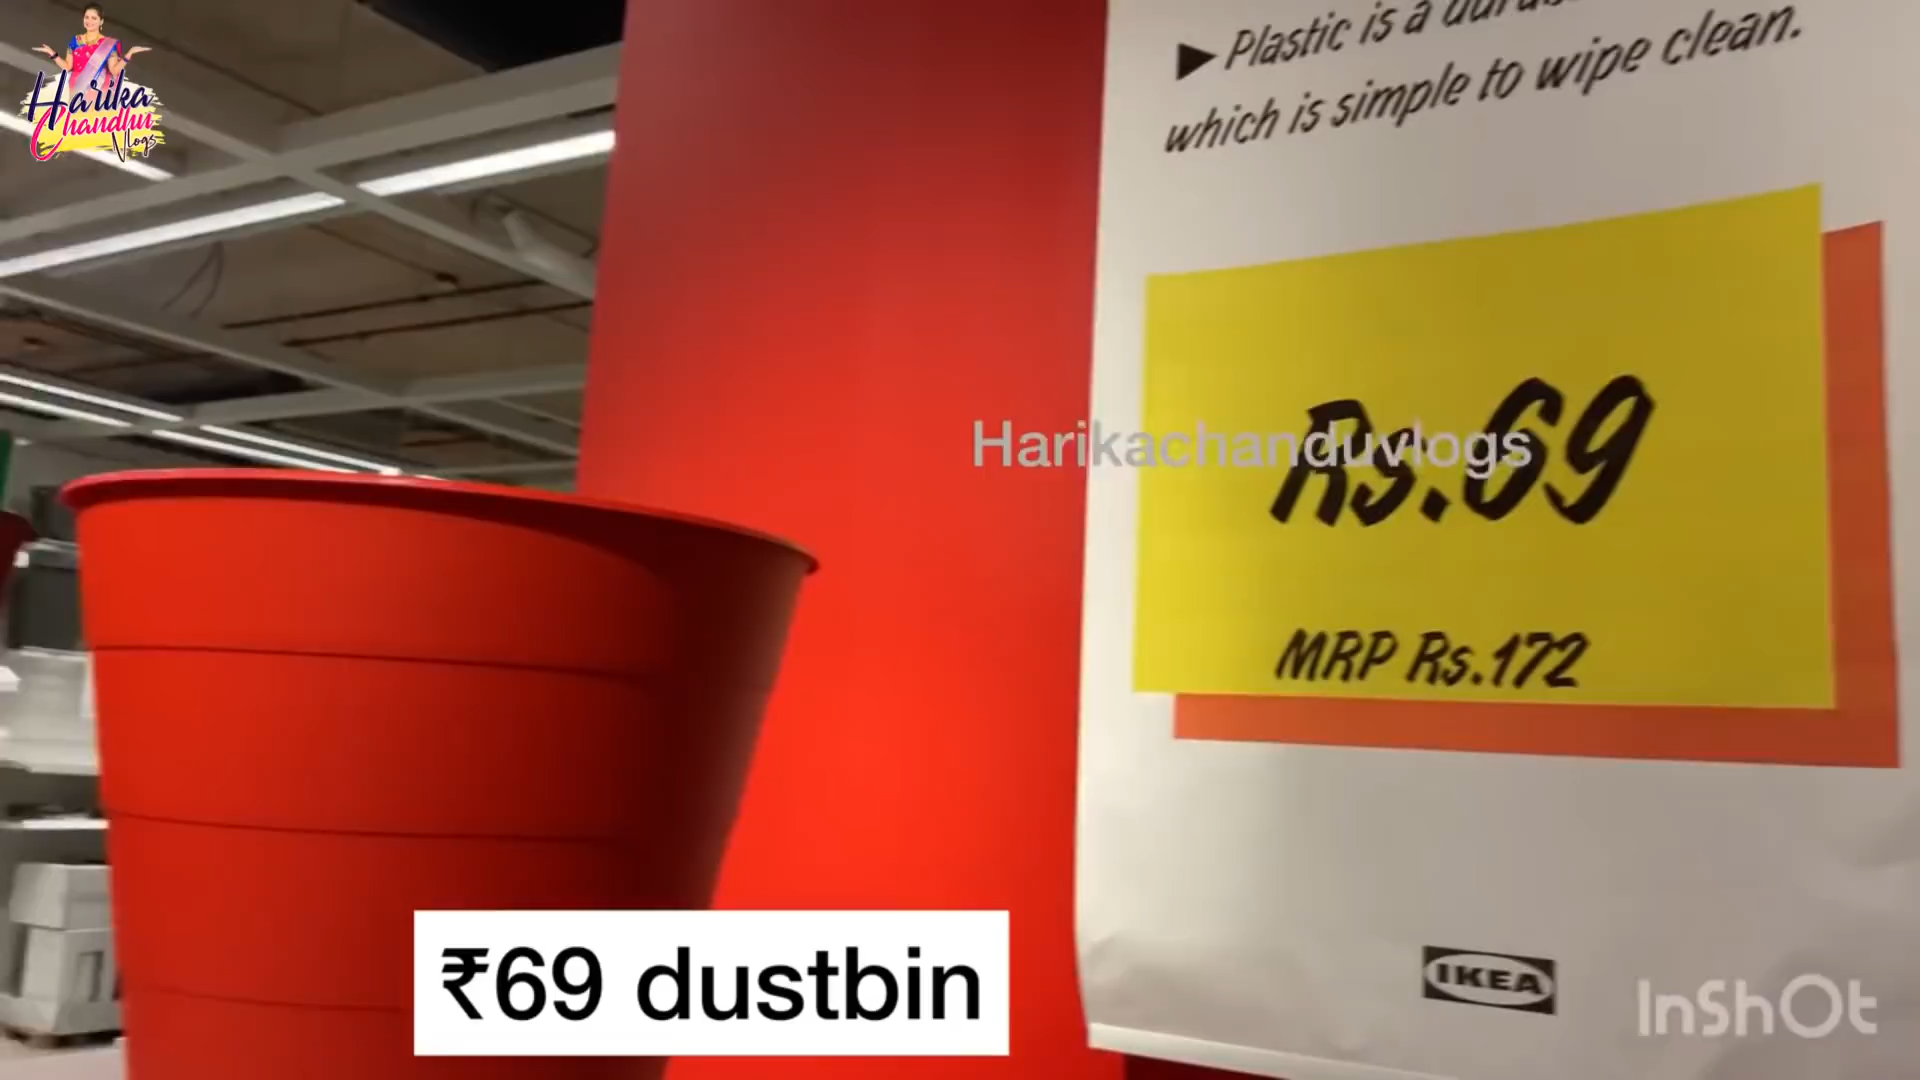 Harika
Chandhu
Vlogs
▶ Plastic is a
which is simple to wipe clean.
Harikachanduvlogs
Rs.69
MRP Rs.172
₹69 dustbin
IKEA
InShOt